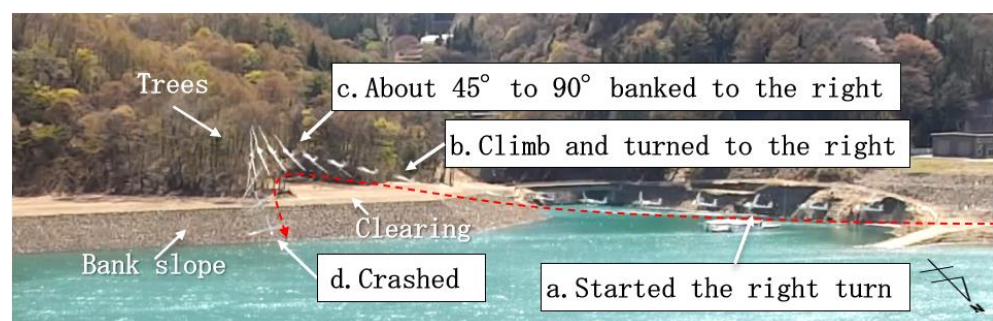 Trees
c. About 45° to 90° banked to the right
b. Climb and turned to the right
Clearing
Bank slope
d. Crashed
a. Started the right turn
N